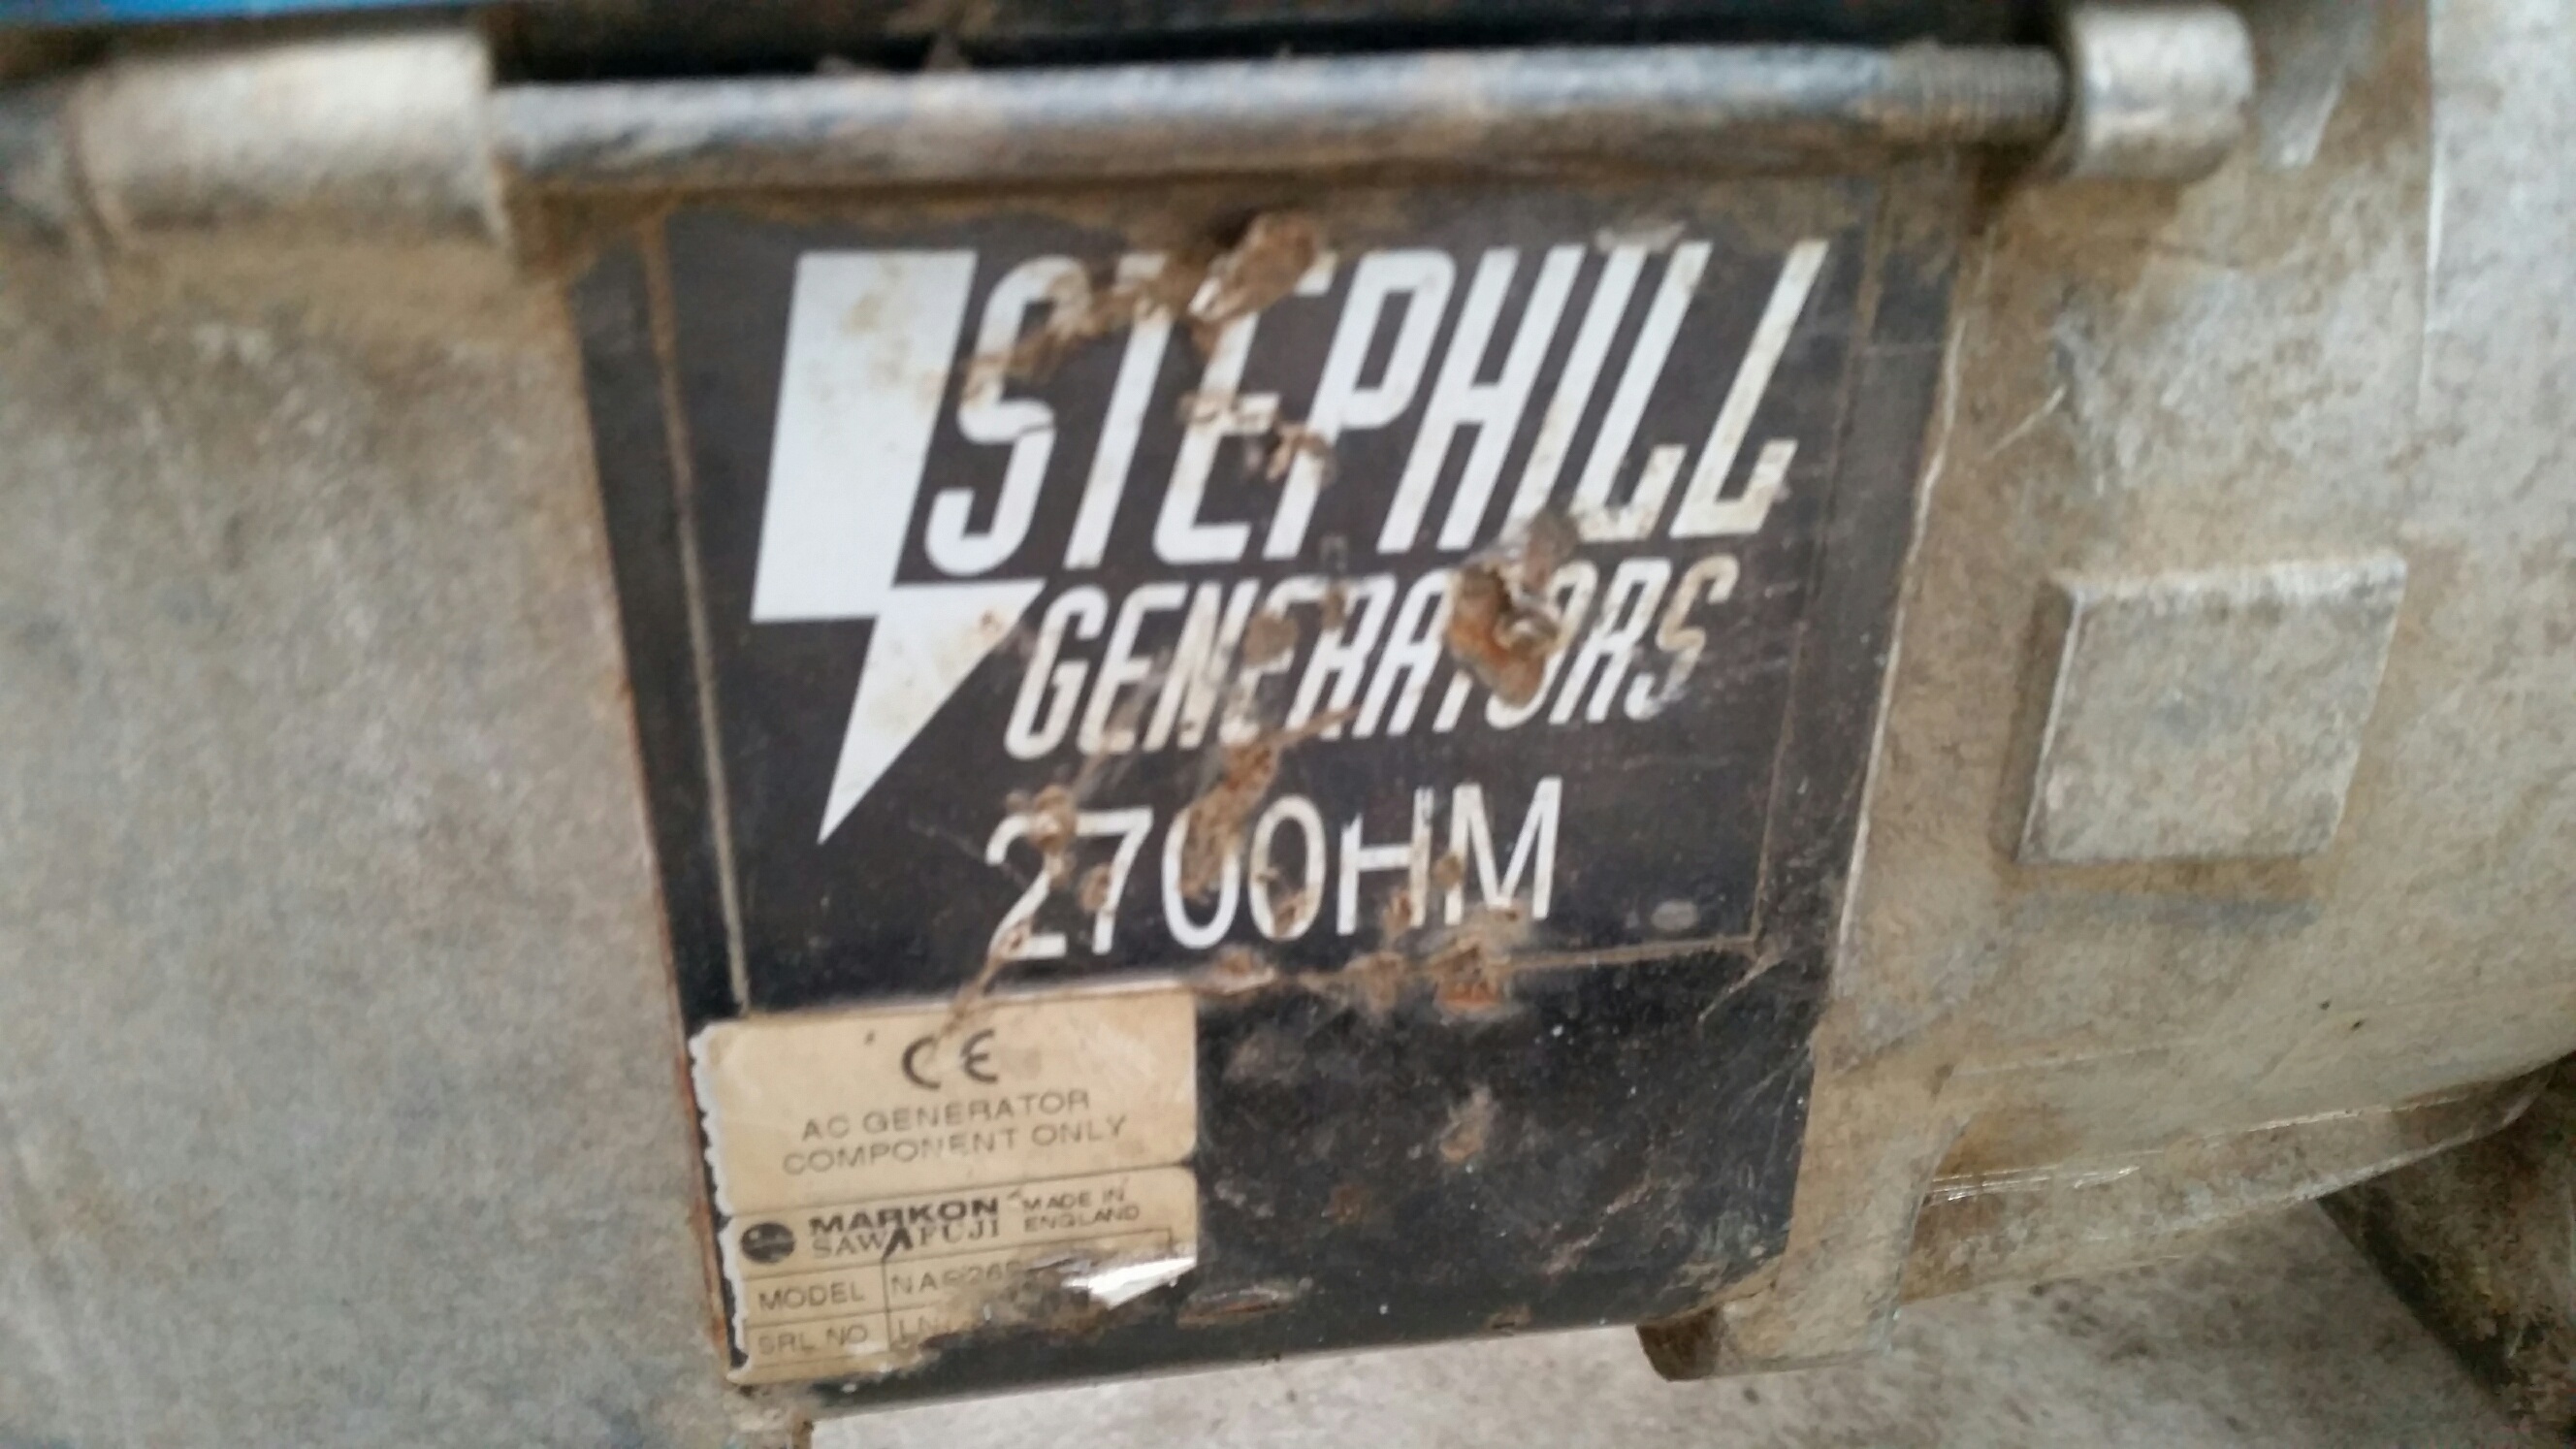 STEPHILL
GENERATORS
2700HM
CE
AC GENERATOR
COMPONENT ONLY
MARKON MADE IN
SAWAFUJI ENGLAND
MODEL
SRL NO